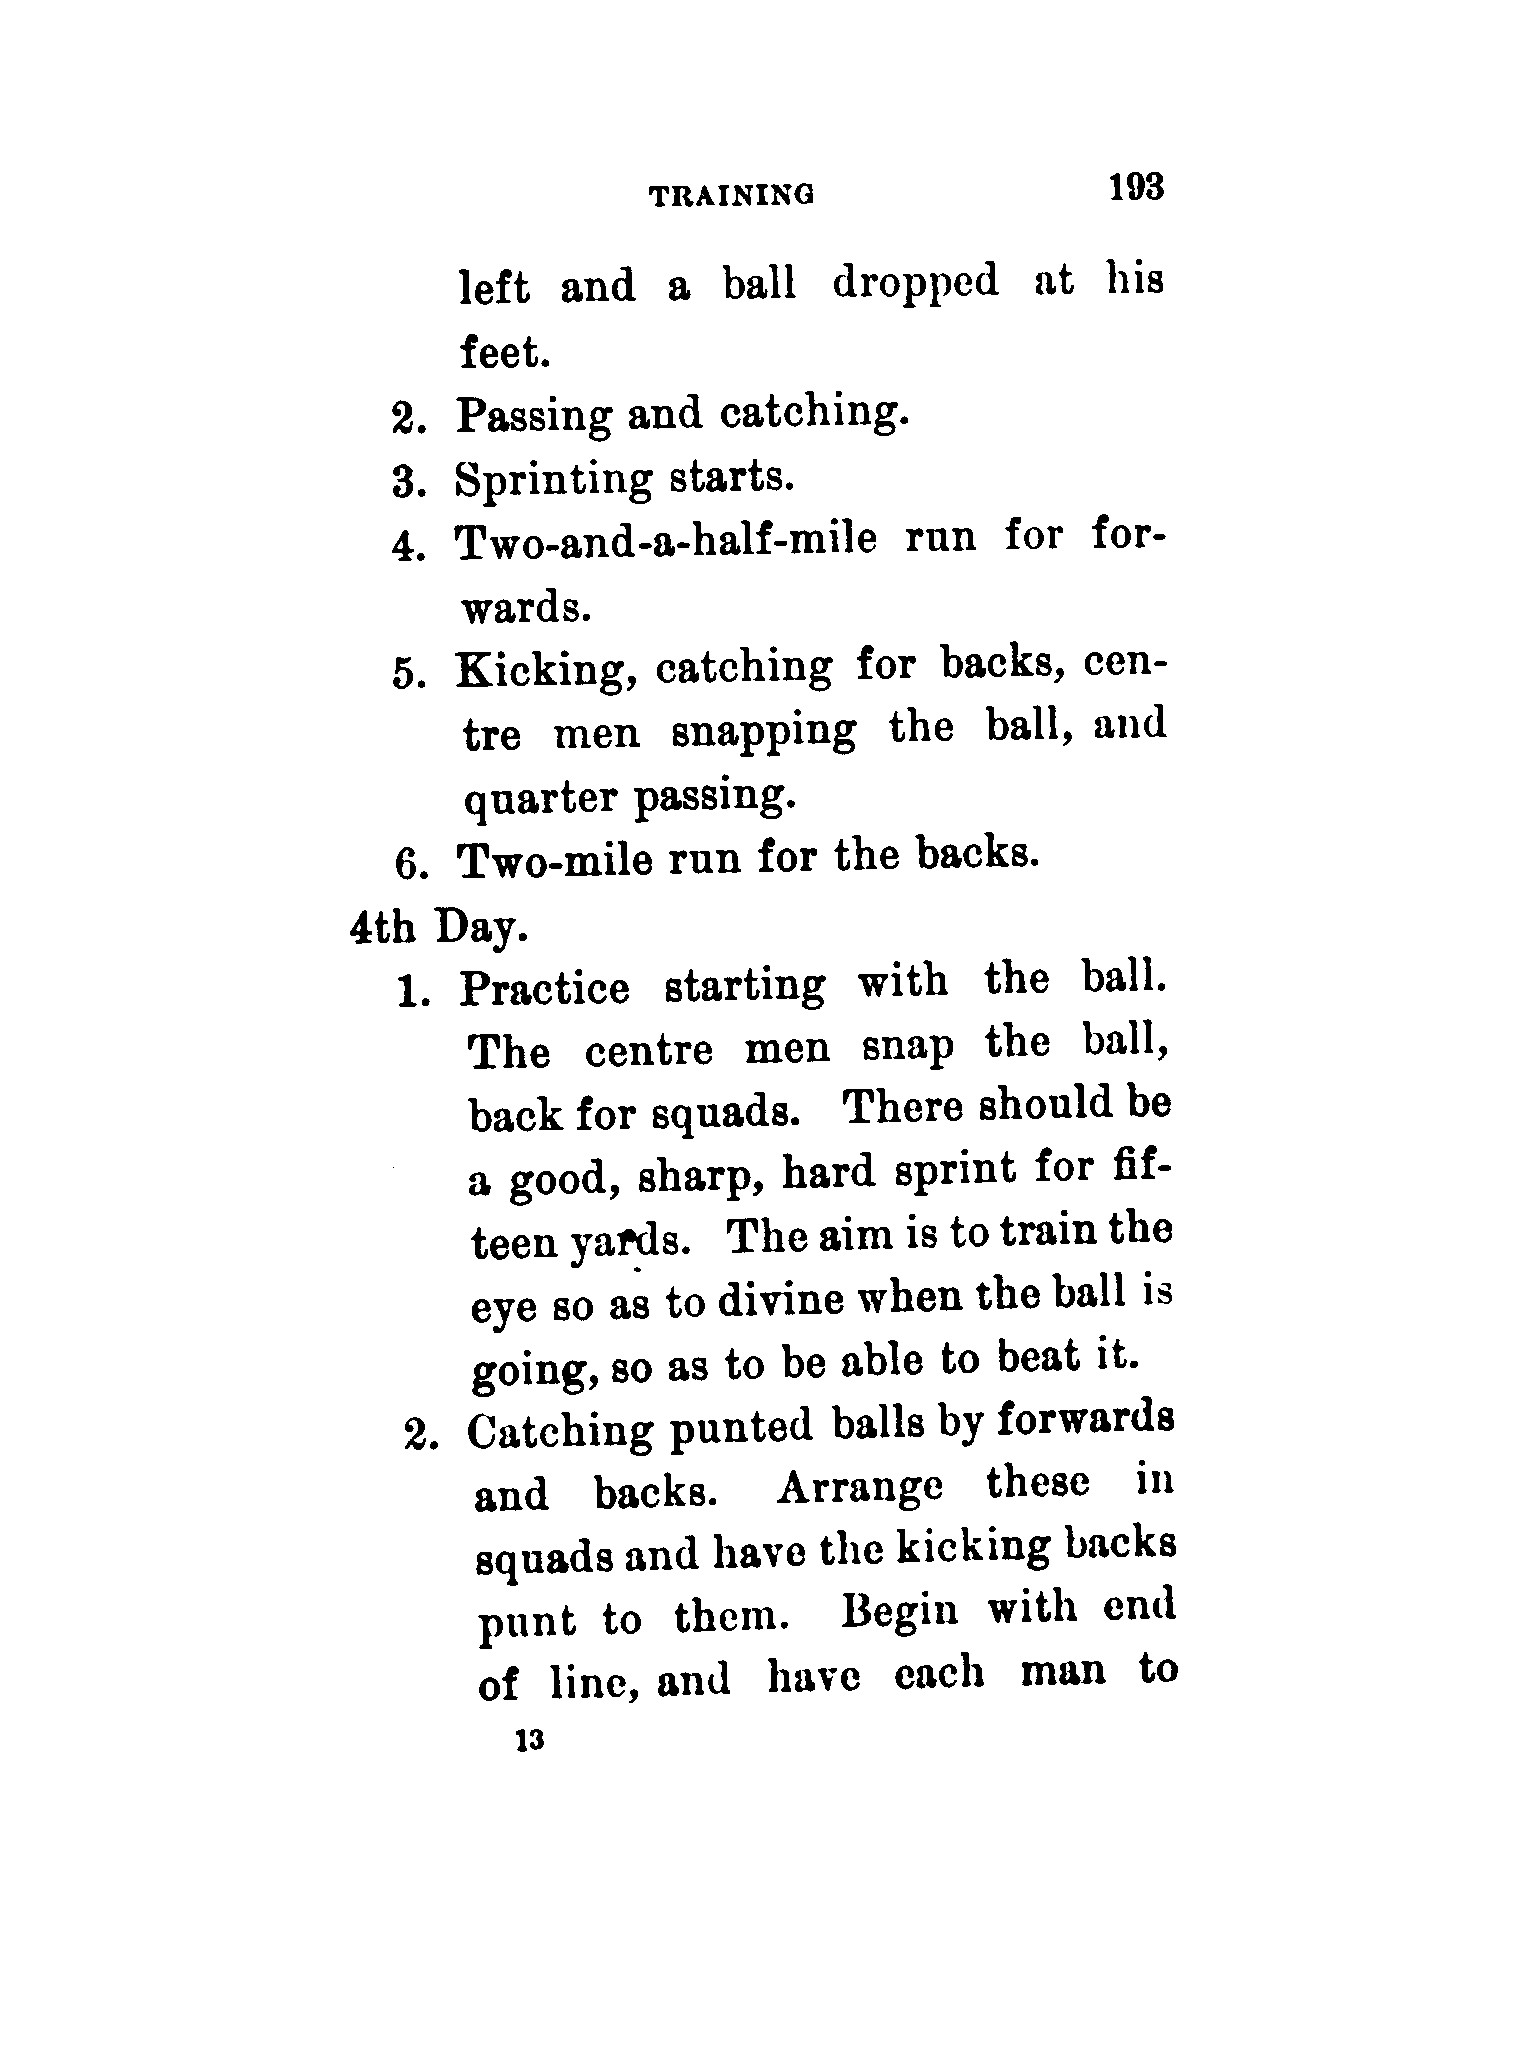 TRAINING 193
left and a ball dropped at his
feet.
2. Passing and catching.
3. Sprinting starts.
4. Two-and-a-half-mile run for for-
wards.
5. Kicking, catching for backs, cen-
tre men snapping the ball, and
quarter passing.
6. Two-mile run for the backs.
4th Day.
1. Practice starting with the ball.
The centre men snap the ball,
back for squads. There should be
a good, sharp, hard sprint for fif-
teen yards. The aim is to train the
eye so as to divine when the ball is
going, so as to be able to beat it.
2. Catching punted balls by forwards
and backs. Arrange these in
squads and have the kicking backs
punt to them. Begin with end
of line, and have each man to
13